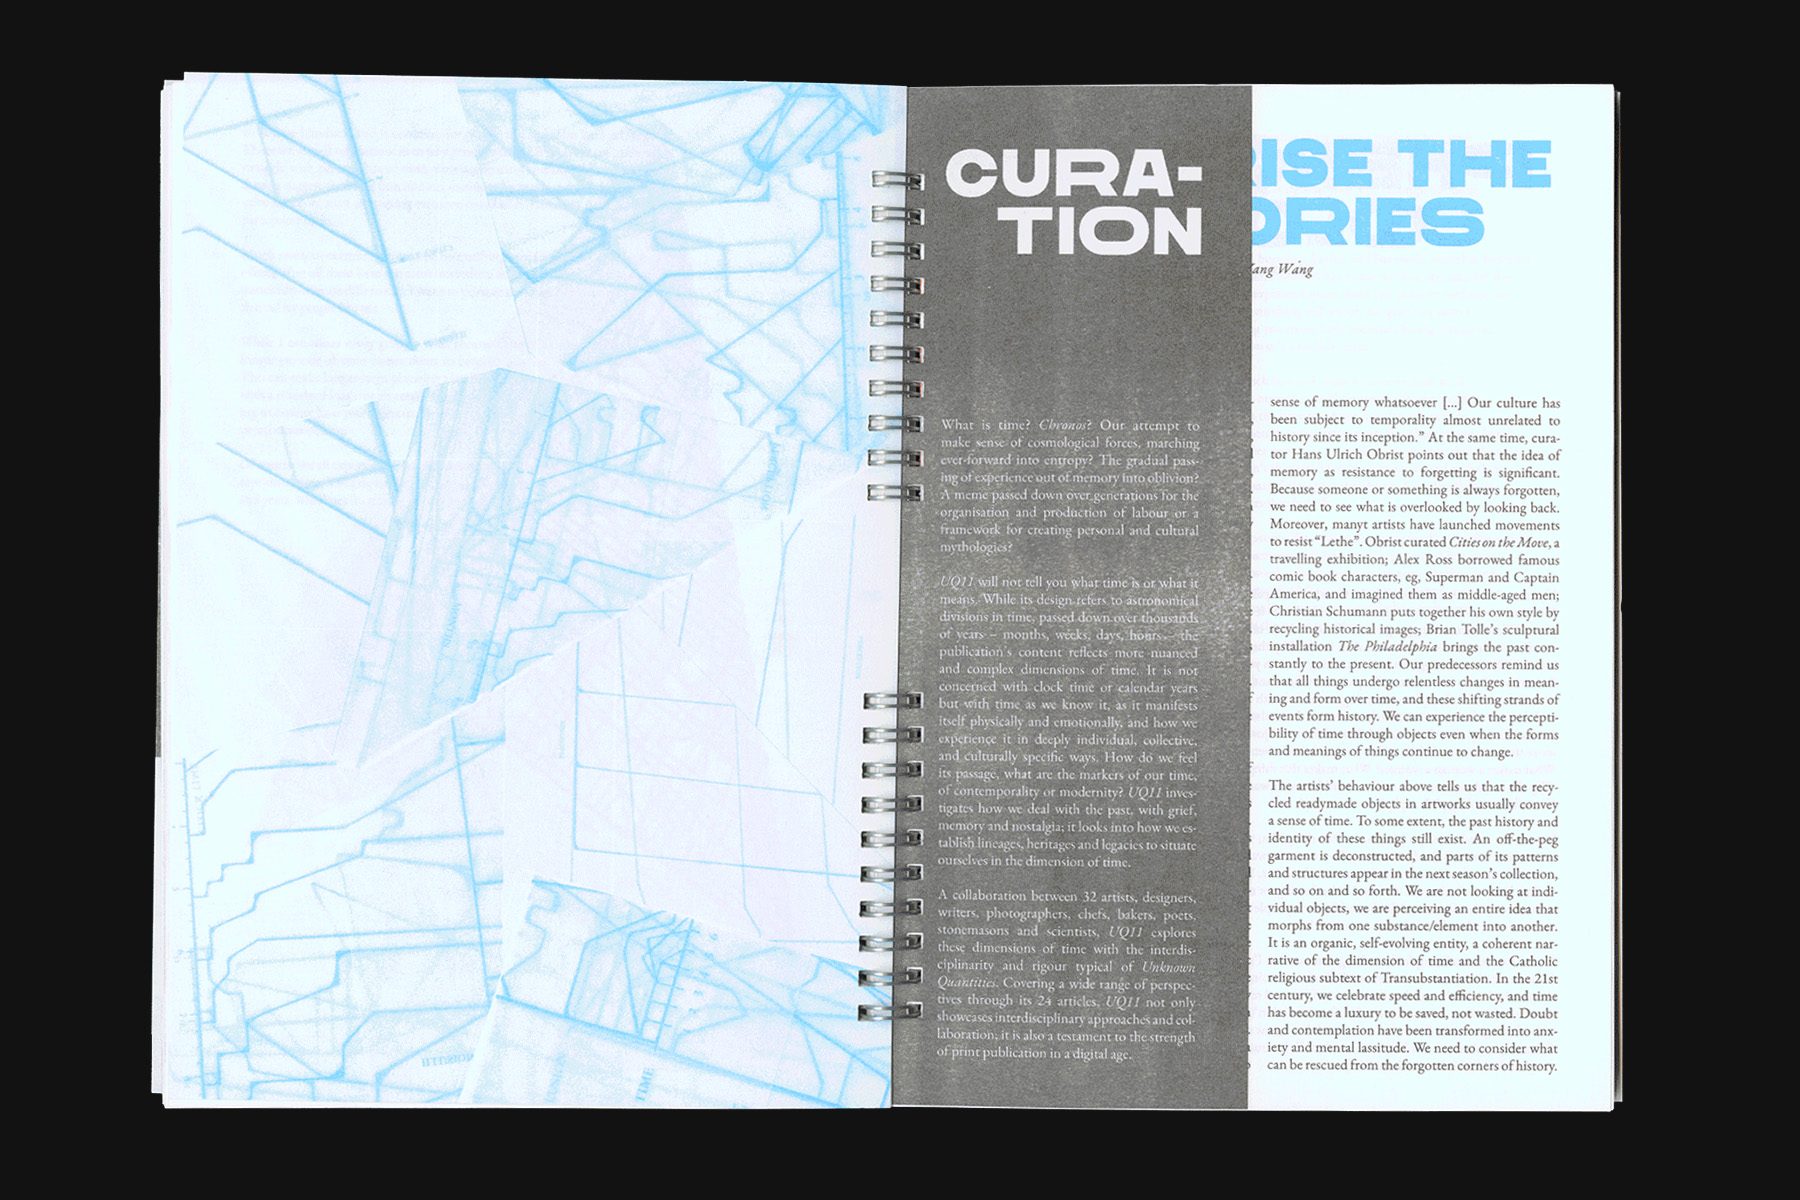 CURA-
TION
What is time? Chronos? Our attempt to
make sense of cosmological forces, marching
ever-forward into entropy? The gradual pass-
ing of experience out of memory into oblivion?
A meme passed down over generations for the
organisation and production of labour or a
framework for creating personal and cultural
mythologies?
UQ11 will not tell you what time is or what it
means. While its design refers to astronomical
divisions in time, passed down over thousands
of years – months, weeks, days, hours – the
publication's content reflects more nuanced
and complex dimensions of time. It is not
concerned with clock time or calendar years
but with time as we know it, as it manifests
itself physically and emotionally, and how we
experience it in deeply individual, collective,
and culturally specific ways. How do we feel
its passage, what are the markers of our time,
of contemporality or modernity? UQ11 inves-
tigates how we deal with the past, with grief,
memory and nostalgia; it looks into how we es-
tablish lineages, heritages and legacies to situate
ourselves in the dimension of time.
A collaboration between 32 artists, designers,
writers, photographers, chefs, bakers, poets,
stonemasons and scientists, UQ11 explores
these dimensions of time with the interdis-
ciplinarity and rigour typical of Unknown
Quantities. Covering a wide range of perspec-
tives through its 24 articles, UQ11 not only
showcases interdisciplinary approaches and col-
laboration; it is also a testament to the strength
of print publication in a digital age.
RISE THE
ORIES
Yang Wang
sense of memory whatsoever [...] Our culture has
been subject to temporality almost unrelated to
history since its inception.” At the same time, cura-
tor Hans Ulrich Obrist points out that the idea of
memory as resistance to forgetting is significant.
Because someone or something is always forgotten,
we need to see what is overlooked by looking back.
Moreover, manyt artists have launched movements
to resist “Lethe”. Obrist curated Cities on the Move, a
travelling exhibition; Alex Ross borrowed famous
comic book characters, eg, Superman and Captain
America, and imagined them as middle-aged men;
Christian Schumann puts together his own style by
recycling historical images; Brian Tolle's sculptural
installation The Philadelphia brings the past con-
stantly to the present. Our predecessors remind us
that all things undergo relentless changes in mean-
ing and form over time, and these shifting strands of
events form history. We can experience the percepti-
bility of time through objects even when the forms
and meanings of things continue to change.
The artists' behaviour above tells us that the recy-
cled readymade objects in artworks usually convey
a sense of time. To some extent, the past history and
identity of these things still exist. An off-the-peg
garment is deconstructed, and parts of its patterns
and structures appear in the next season's collection,
and so on and so forth. We are not looking at indi-
vidual objects, we are perceiving an entire idea that
morphs from one substance/element into another.
It is an organic, self-evolving entity, a coherent nar-
rative of the dimension of time and the Catholic
religious subtext of Transubstantiation. In the 21st
century, we celebrate speed and efficiency, and time
has become a luxury to be saved, not wasted. Doubt
and contemplation have been transformed into anx-
iety and mental lassitude. We need to consider what
can be rescued from the forgotten corners of history.
TIME